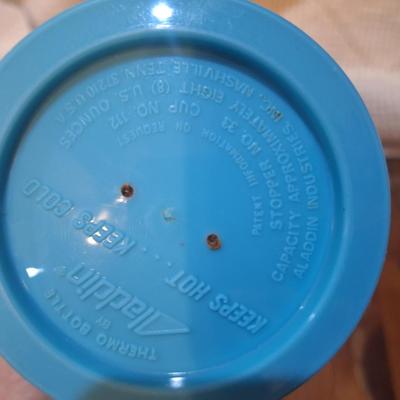 KEEPS HOT . . . KEEPS COLD
Aladdin
THERMO BOTTLE
BY
ALADDIN INDUSTRIES INC., NASHVILLE TENN. 37210 U.S.A.
CAPACITY APPROXIMATELY EIGHT (8) U.S. OUNCES
STOPPER NO. 33 CUP NO. 112
PATENT INFORMATION ON REQUEST